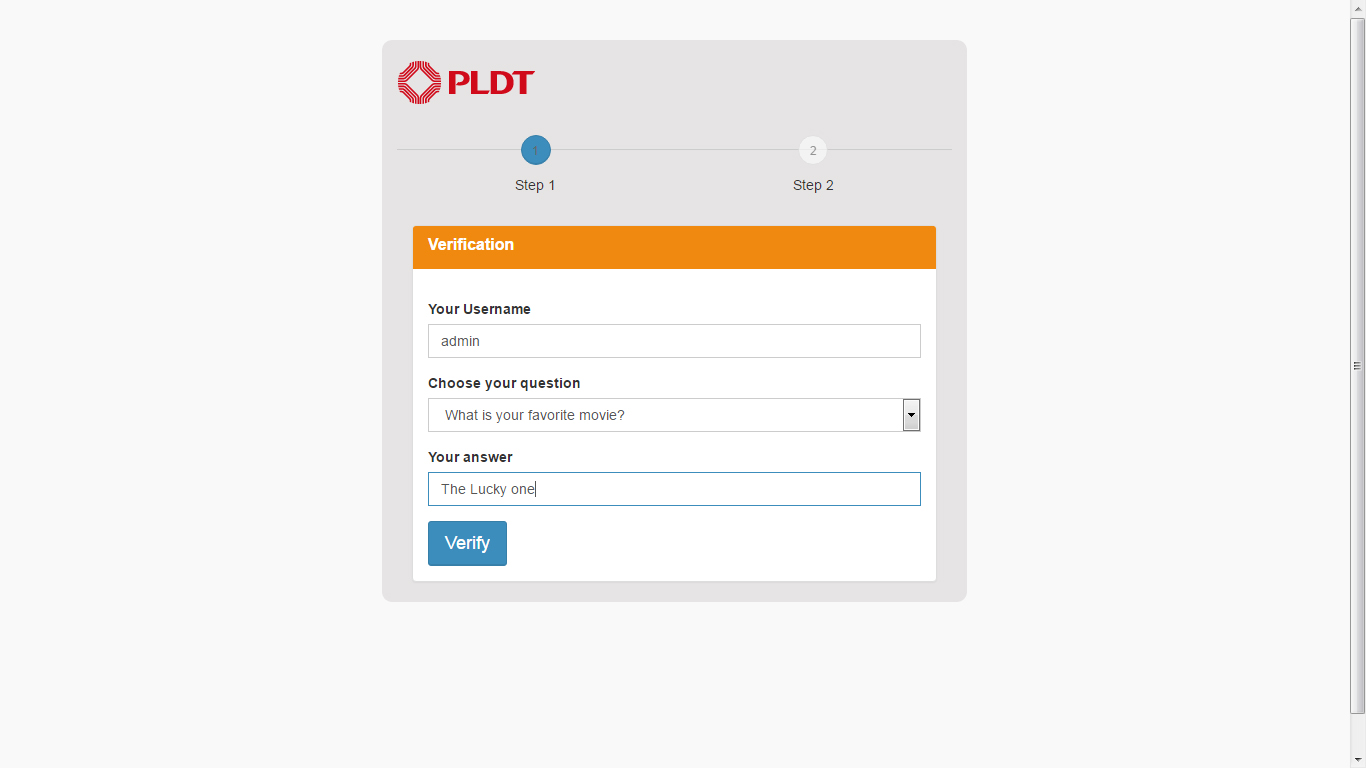 PLDT
1
2
Step 1
Step 2
Verification
Your Username
admin
Choose your question
What is your favorite movie?
Your answer
The Lucky one
Verify